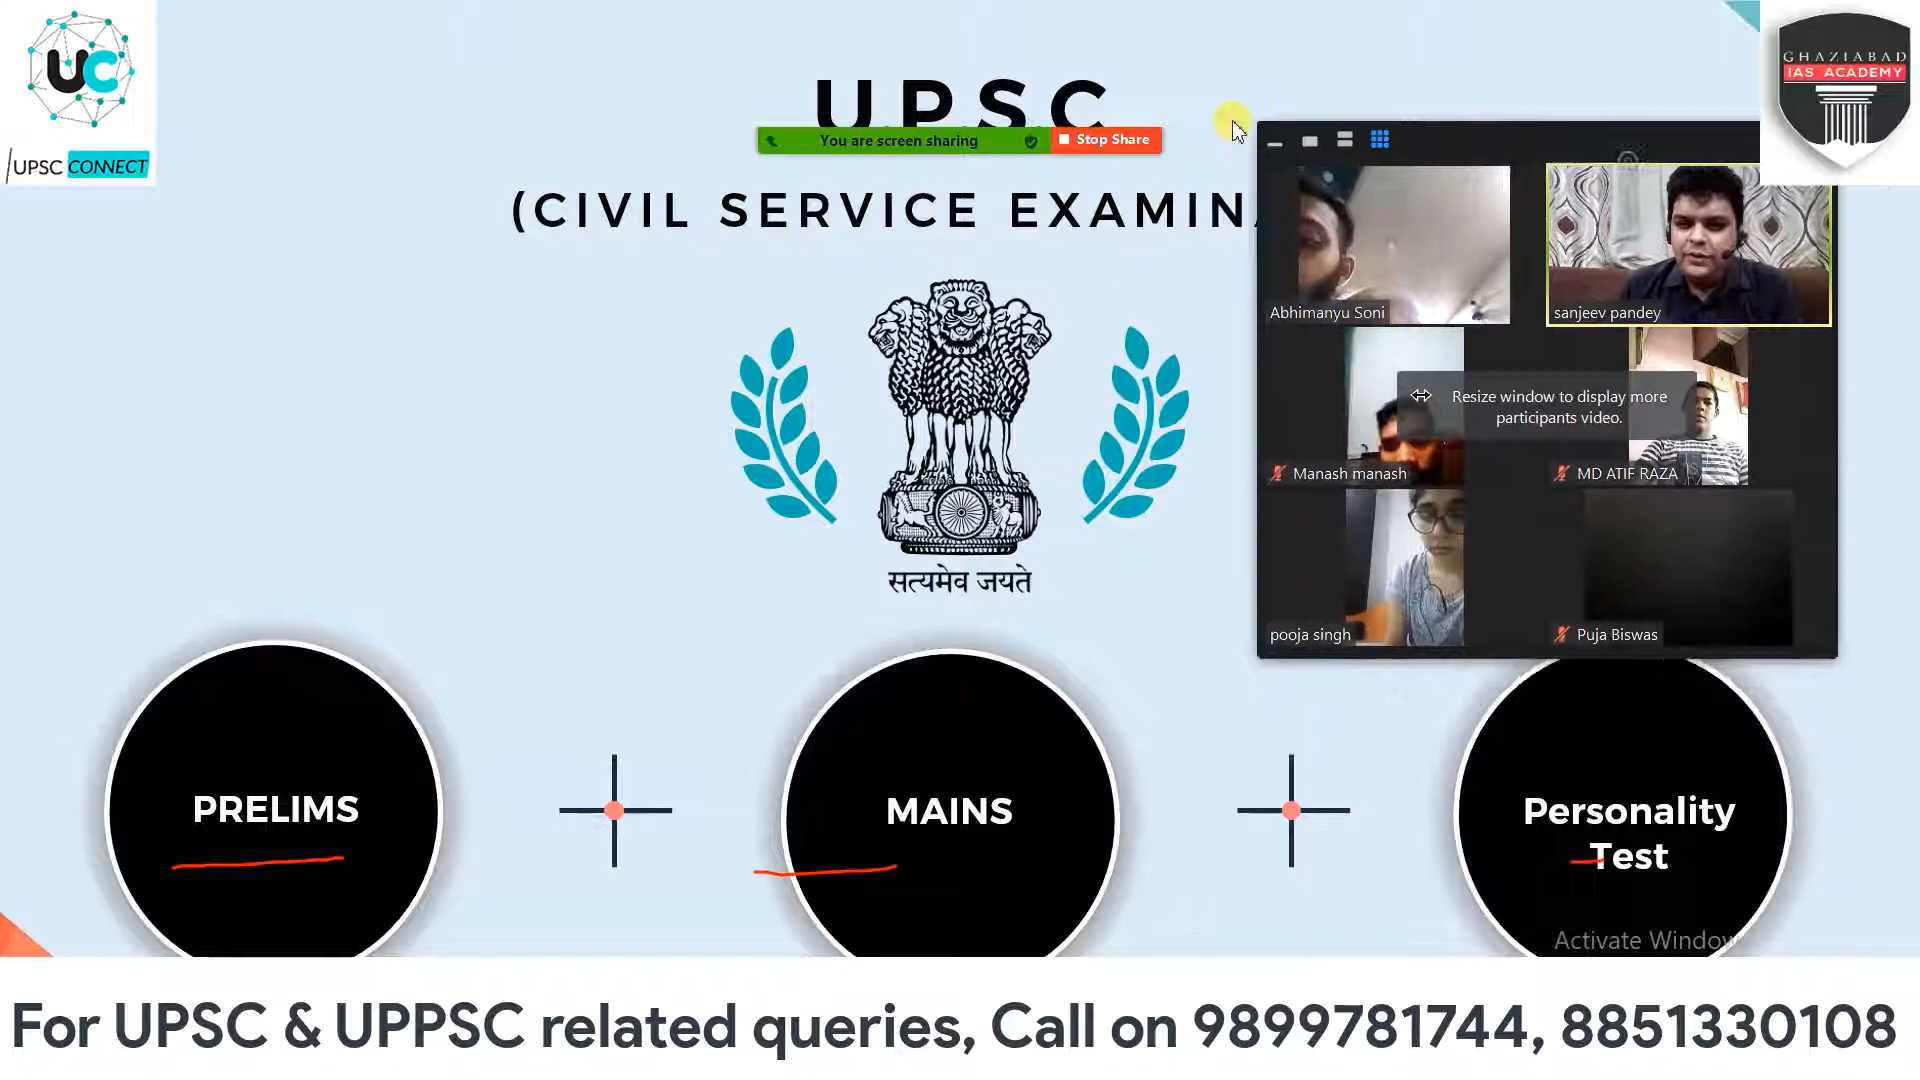 UC
UPSC CONNECT
UPSC
You are screen sharing
Stop Share
(CIVIL SERVICE EXAMINA
सत्यमेव जयते
GHAZIABAD
IAS ACADEMY
Abhimanyu Soni
sanjeev pandey
Resize window to display more
participants video.
Manash manash
MD ATIF RAZA
pooja singh
Puja Biswas
PRELIMS
MAINS
Personality
Test
Activate Window
For UPSC & UPPSC related queries, Call on 9899781744, 8851330108